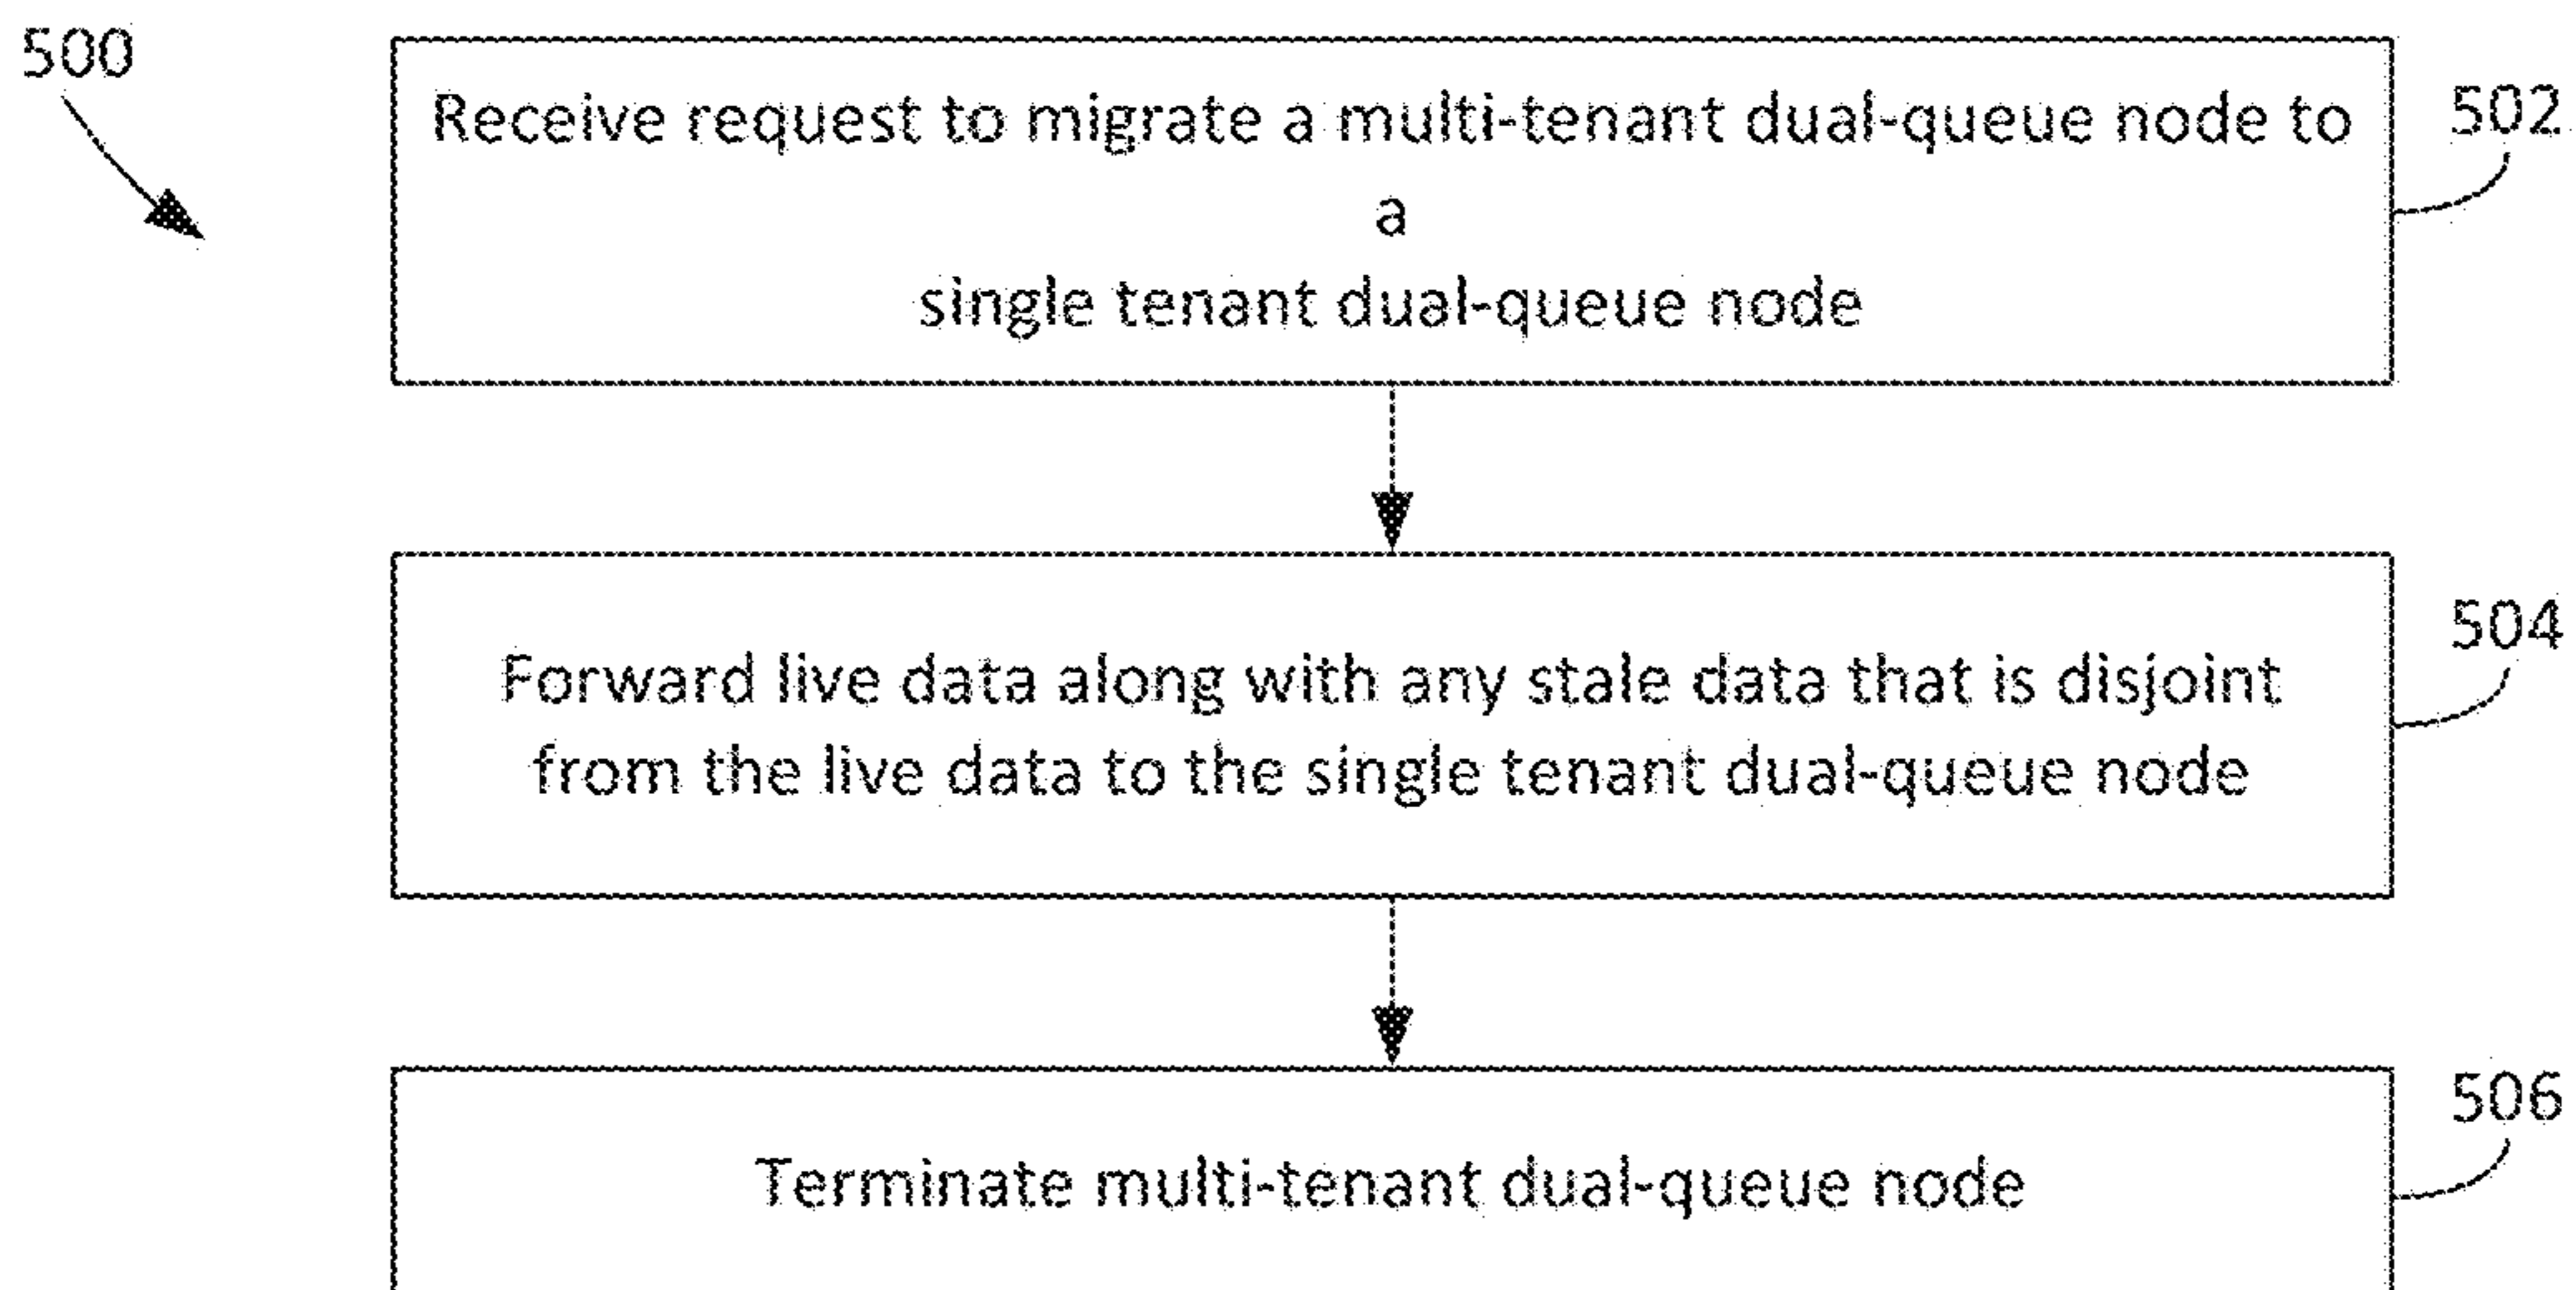 500
Receive request to migrate a multi-tenant dual-queue node to
a
single tenant dual-queue node
502
Forward live data along with any stale data that is disjoint
from the live data to the single tenant dual-queue node
504
Terminate multi-tenant dual-queue node
506